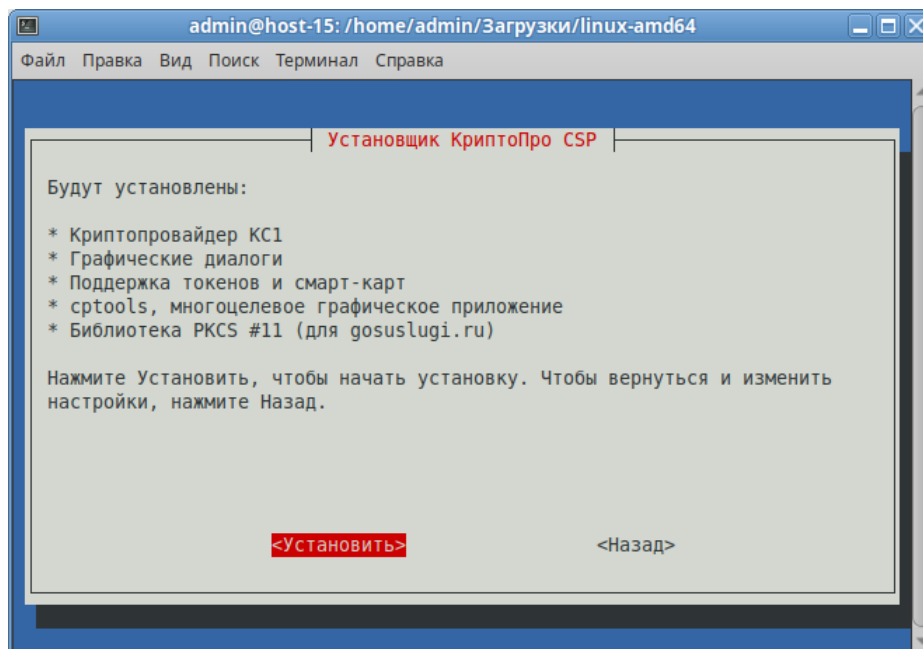 admin@host-15: /home/admin/Загрузки/linux-amd64
Файл Правка Вид Поиск Терминал Справка
Установщик КриптоПро CSP
Будут установлены:
* Криптопровайдер КС1
* Графические диалоги
* Поддержка токенов и смарт-карт
* cptools, многоцелевое графическое приложение
* Библиотека PKCS #11 (для gosuslugi.ru)
Нажмите Установить, чтобы начать установку. Чтобы вернуться и изменить
настройки, нажмите Назад.
<Установить> <Назад>